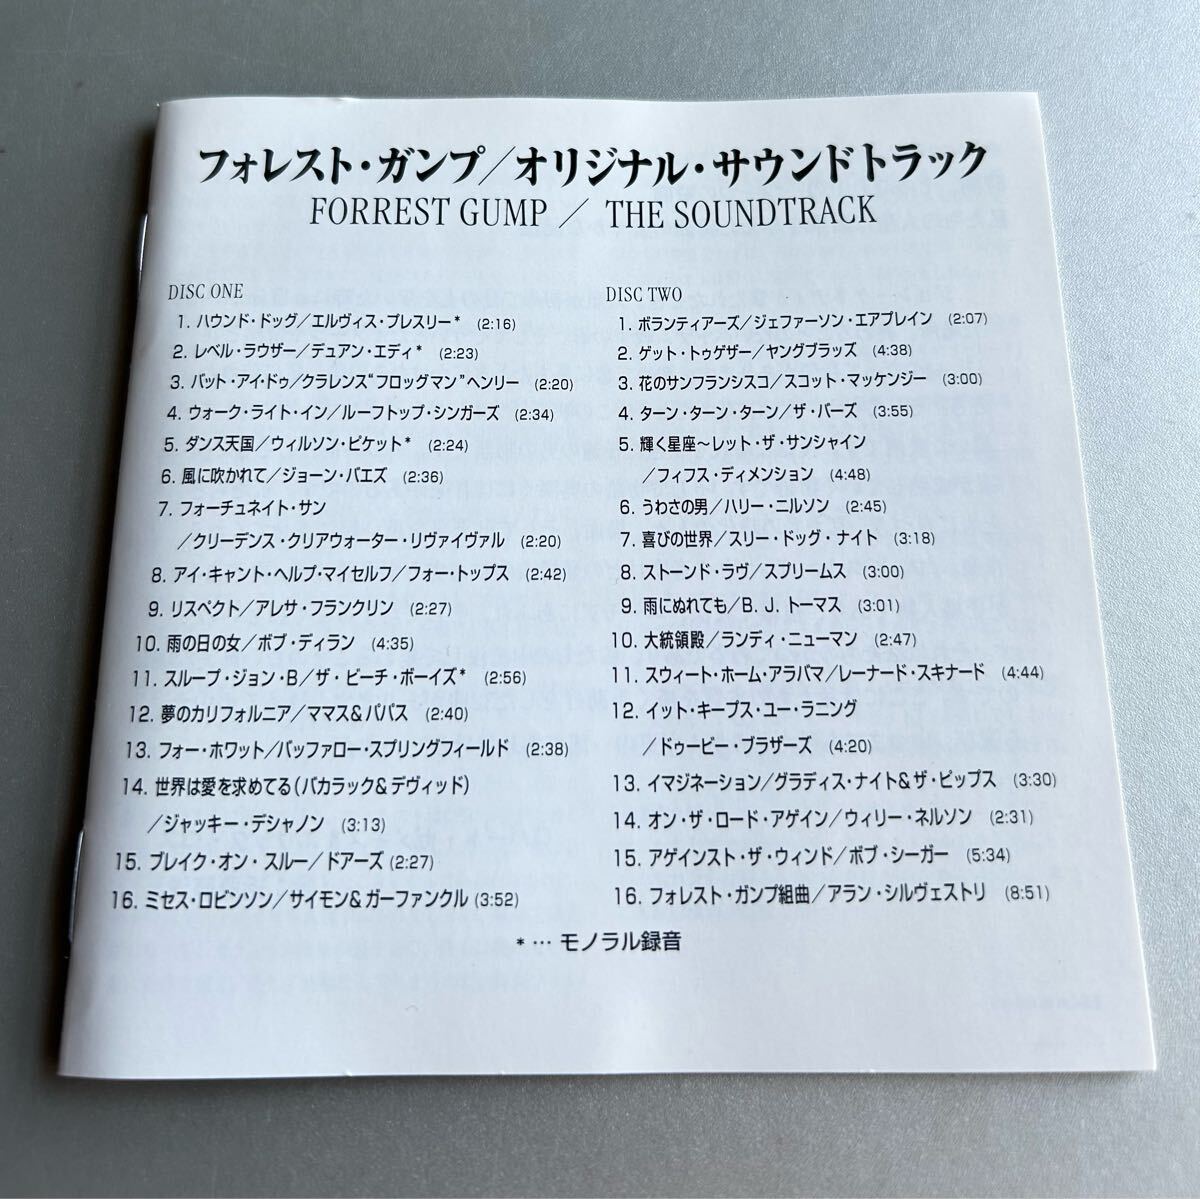 フォレスト・ガンプ／オリジナル・サウンドトラック
FORREST GUMP ／ THE SOUNDTRACK
DISC ONE
1. ハウンド・ドッグ／エルヴィス・プレスリー* (2:16)
2. レベル・ラウザー／デュアン・エディ* (2:23)
3. バット・アイ・ドゥ／クラレンス“フロッグマン”ヘンリー (2:20)
4. ウォーク・ライト・イン／ルーフトップ・シンガーズ (2:34)
5. ダンス天国／ウィルソン・ピケット* (2:24)
6. 風に吹かれて／ジョーン・バエズ (2:36)
7. フォーチュネイト・サン
／クリーデンス・クリアウォーター・リヴァイヴァル (2:20)
8. アイ・キャント・ヘルプ・マイセルフ／フォー・トップス (2:42)
9. リスペクト／アレサ・フランクリン (2:27)
10. 雨の日の女／ボブ・ディラン (4:35)
11. スループ・ジョン・B／ザ・ビーチ・ボーイズ* (2:56)
12. 夢のカリフォルニア／ママス&パパス (2:40)
13. フォー・ホワット／バッファロー・スプリングフィールド (2:38)
14. 世界は愛を求めてる(バカラック&デヴィッド)
／ジャッキー・デシャノン (3:13)
15. ブレイク・オン・スルー／ドアーズ (2:27)
16. ミセス・ロビンソン／サイモン&ガーファンクル (3:52)
DISC TWO
1. ボランティアーズ／ジェファーソン・エアプレイン (2:07)
2. ゲット・トゥゲザー／ヤングブラッズ (4:38)
3. 花のサンフランシスコ／スコット・マッケンジー (3:00)
4. ターン・ターン・ターン／ザ・バーズ (3:55)
5. 輝く星座〜レット・ザ・サンシャイン
／フィフス・ディメンション (4:48)
6. うわさの男／ハリー・ニルソン (2:45)
7. 喜びの世界／スリー・ドッグ・ナイト (3:18)
8. ストーンド・ラヴ／スプリームス (3:00)
9. 雨にぬれても／B. J. トーマス (3:01)
10. 大統領殿／ランディ・ニューマン (2:47)
11. スウィート・ホーム・アラバマ／レーナード・スキナード (4:44)
12. イット・キープス・ユー・ラニング
／ドゥービー・ブラザーズ (4:20)
13. イマジネーション／グラディス・ナイト&ザ・ピップス (3:30)
14. オン・ザ・ロード・アゲイン／ウィリー・ネルソン (2:31)
15. アゲインスト・ザ・ウィンド／ボブ・シーガー (5:34)
16. フォレスト・ガンプ組曲／アラン・シルヴェストリ (8:51)
* … モノラル録音